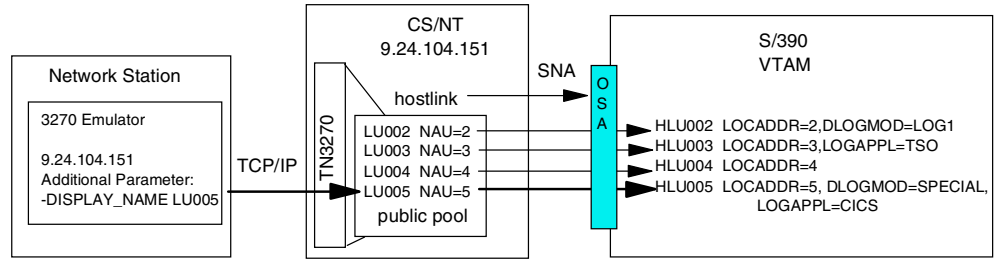 Network Station
3270 Emulator
9.24.104.151
Additional Parameter:
-DISPLAY_NAME LU005
TCP/IP
CS/NT
9.24.104.151
TN3270
hostlink
LU002 NAU=2
LU003 NAU=3
LU004 NAU=4
LU005 NAU=5
public pool
SNA
OSA
S/390
VTAM
HLU002 LOCADDR=2,DLOGMOD=LOG1
HLU003 LOCADDR=3,LOGAPPL=TSO
HLU004 LOCADDR=4
HLU005 LOCADDR=5, DLOGMOD=SPECIAL,
LOGAPPL=CICS